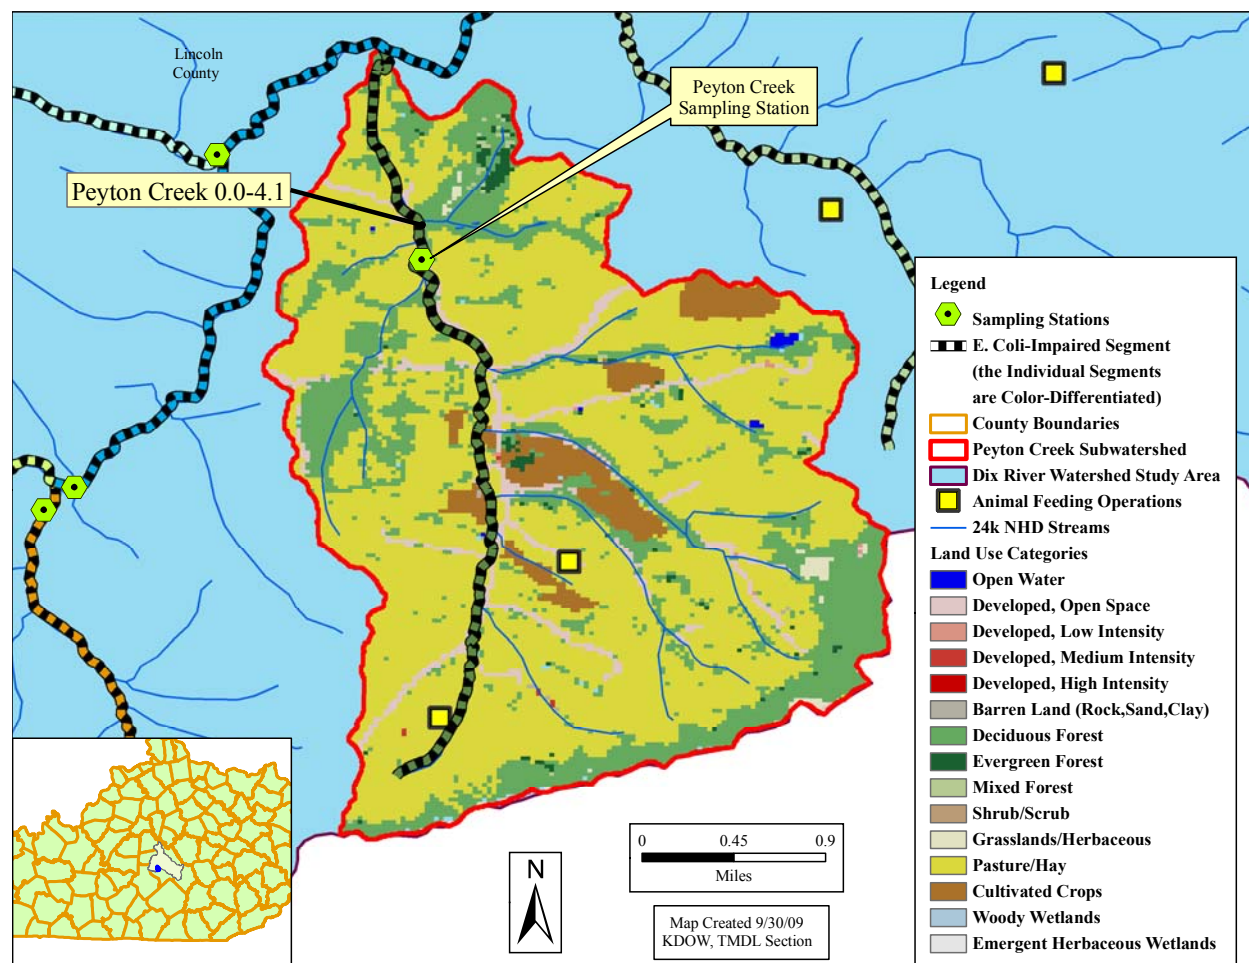 Lincoln
County
Peyton Creek
Sampling Station
Peyton Creek 0.0-4.1
Legend
Sampling Stations
E. Coli-Impaired Segment
(the Individual Segments
are Color-Differentiated)
County Boundaries
Peyton Creek Subwatershed
Dix River Watershed Study Area
Animal Feeding Operations
24k NHD Streams
Land Use Categories
Open Water
Developed, Open Space
Developed, Low Intensity
Developed, Medium Intensity
Developed, High Intensity
Barren Land (Rock,Sand,Clay)
Deciduous Forest
Evergreen Forest
Mixed Forest
Shrub/Scrub
Grasslands/Herbaceous
Pasture/Hay
Cultivated Crops
Woody Wetlands
Emergent Herbaceous Wetlands
N
0 0.45 0.9
Miles
Map Created 9/30/09
KDOW, TMDL Section